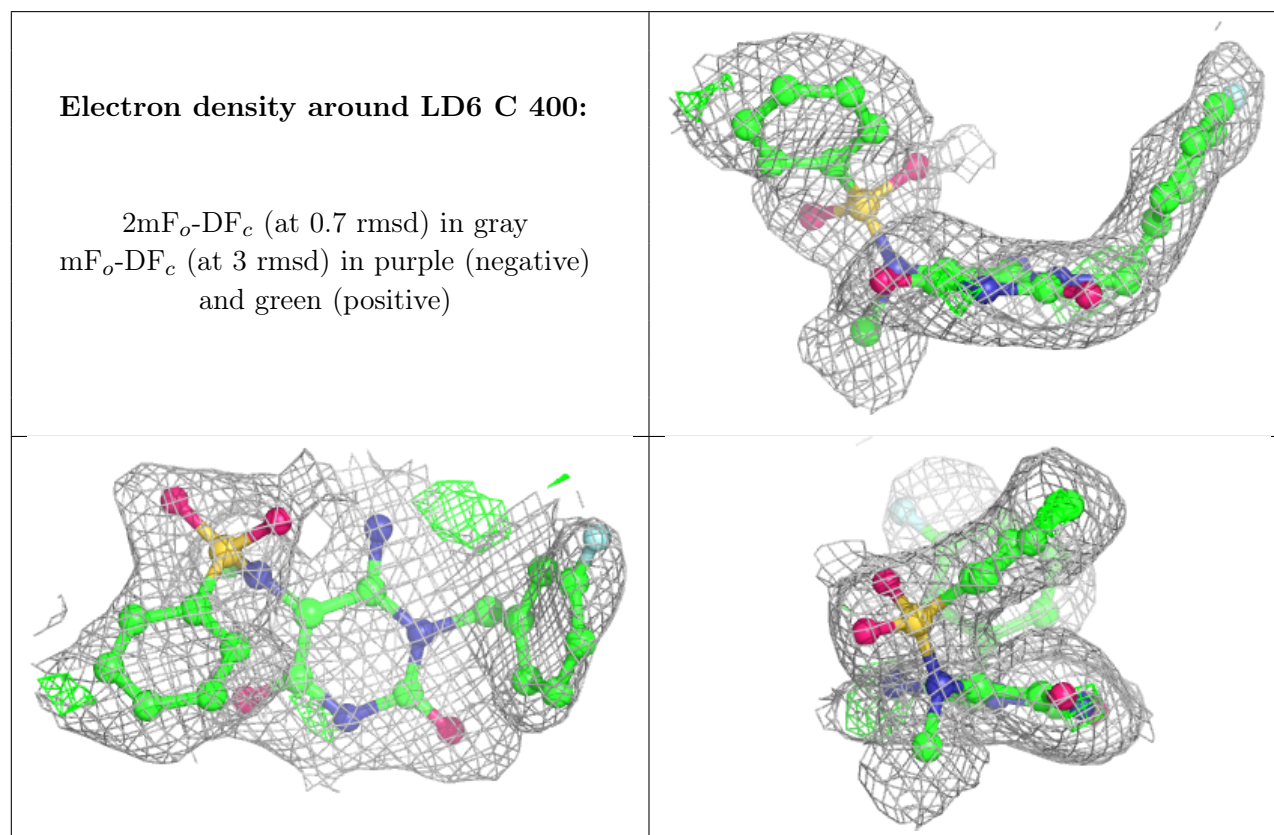 Electron density around LD6 C 400:
2mFo-DFc (at 0.7 rmsd) in gray
mFo-DFc (at 3 rmsd) in purple (negative)
and green (positive)